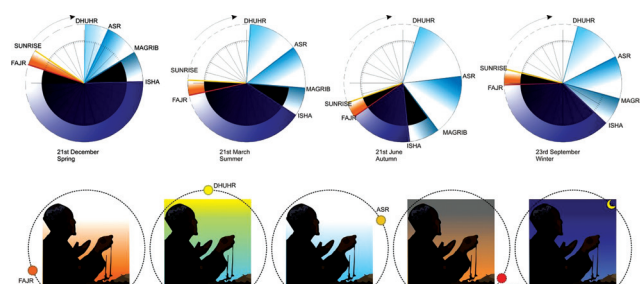 DHUHR
ASR
MAGRIB
ISHA
SUNRISE
FAJR
21st December
Spring
DHUHR
ASR
MAGRIB
ISHA
SUNRISE
FAJR
21st March
Summer
DHUHR
ASR
MAGRIB
ISHA
SUNRISE
FAJR
21st June
Autumn
DHUHR
ASR
MAGRIB
ISHA
SUNRISE
FAJR
23rd September
Winter
FAJR
DHUHR
ASR